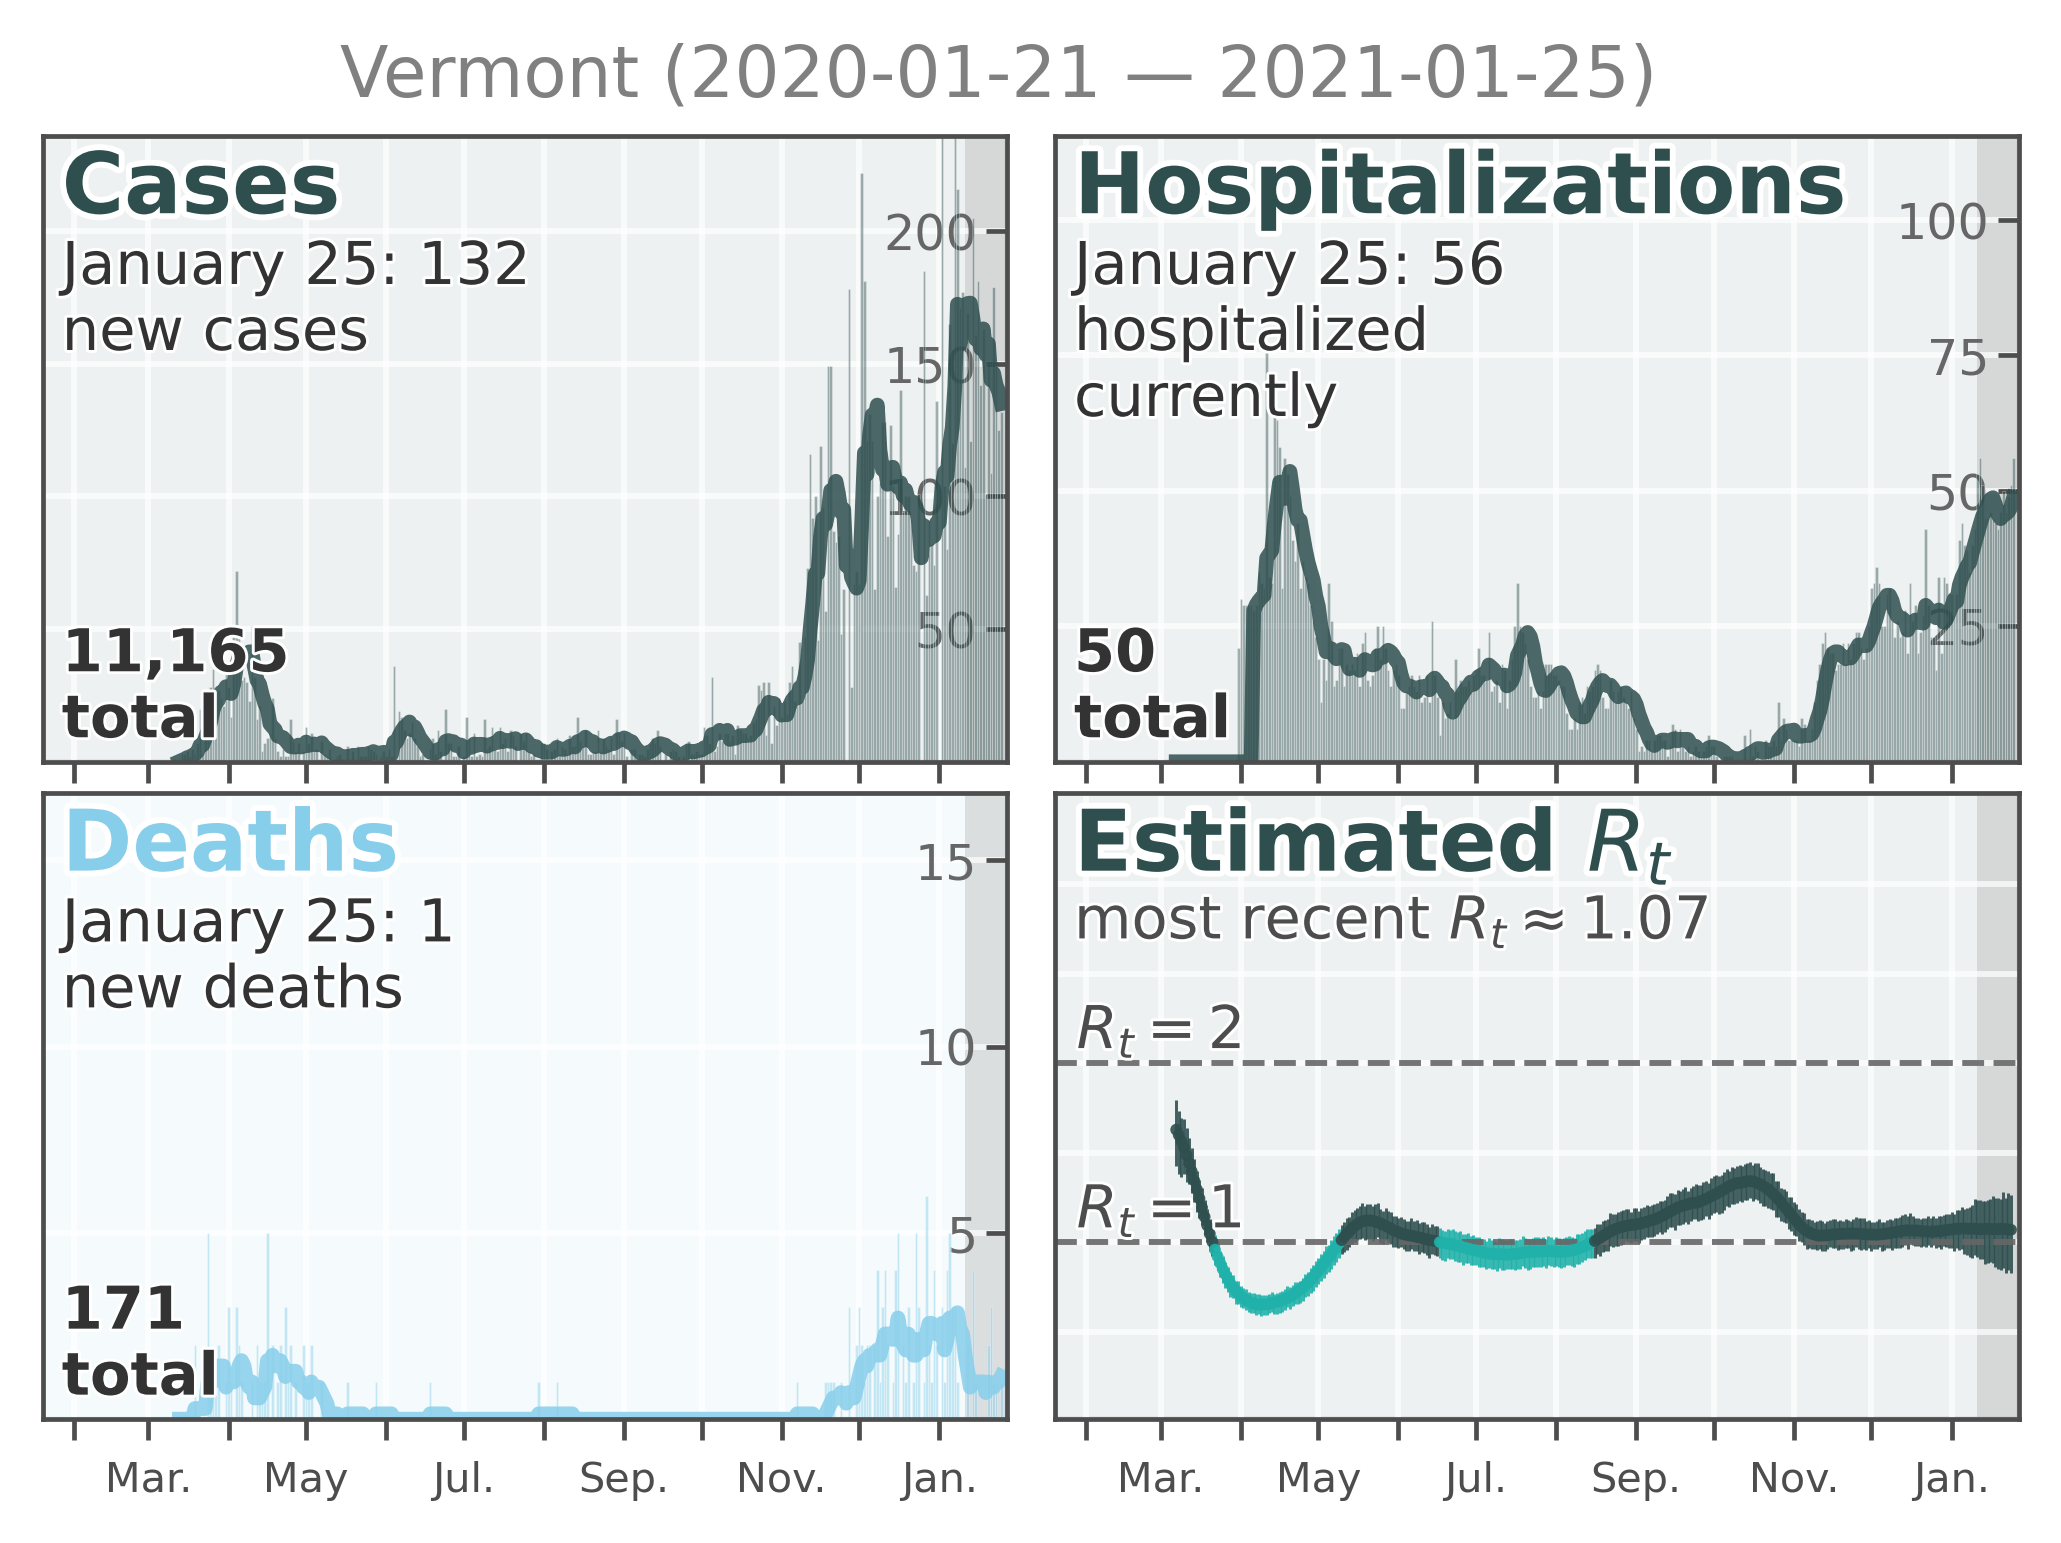 Vermont (2020-01-21 — 2021-01-25)
Cases
January 25: 132
new cases
11,165
total
200
150
100
50
Hospitalizations
January 25: 56
hospitalized
currently
50
total
100
75
50
25
Deaths
January 25: 1
new deaths
171
total
15
10
5
Mar. May Jul. Sep. Nov. Jan.
Estimated Rₜ
most recent Rₜ ≈ 1.07
Rₜ = 2
Rₜ = 1
Mar. May Jul. Sep. Nov. Jan.